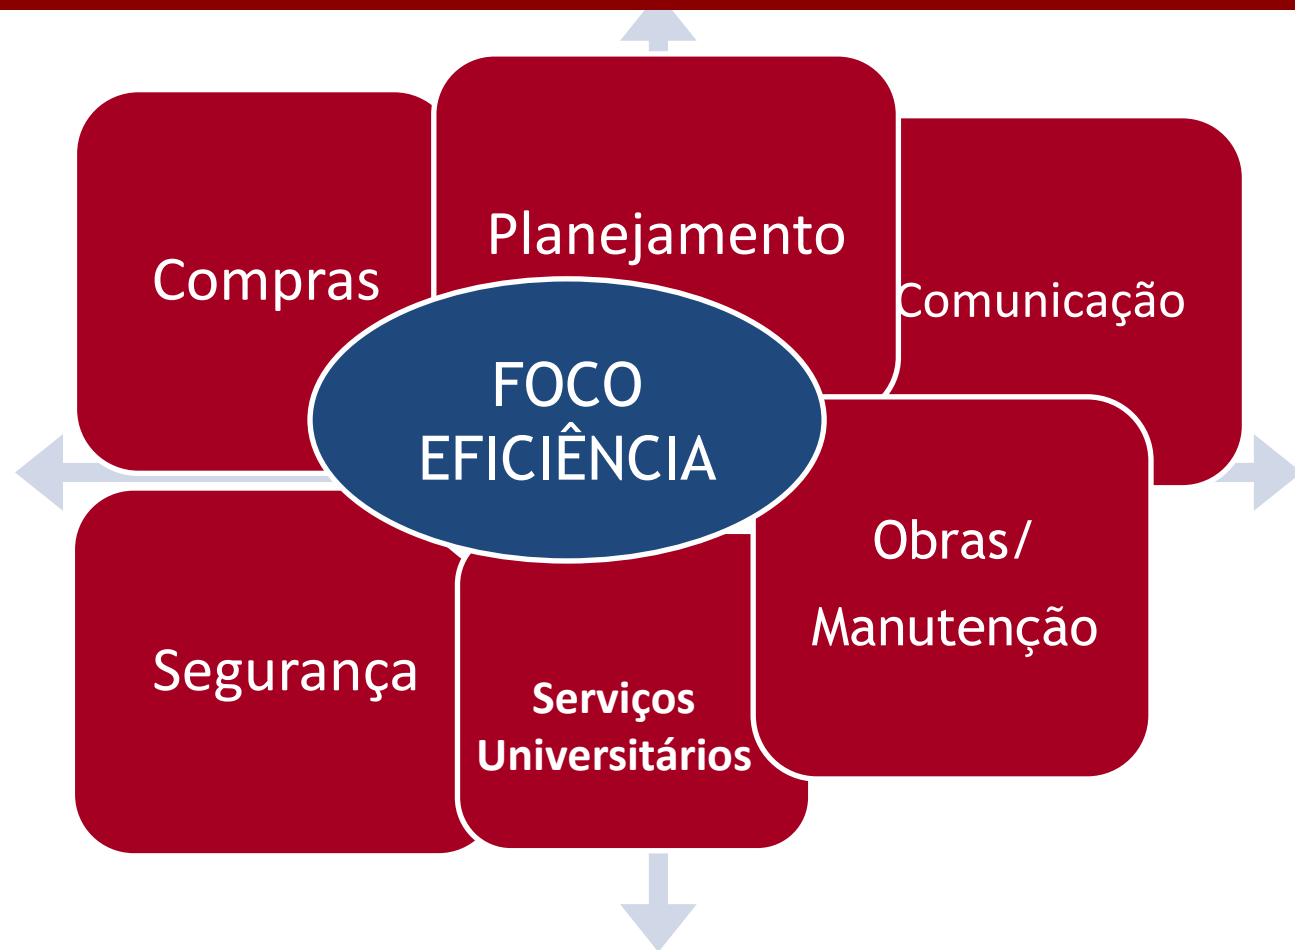 Compras
Planejamento
Comunicação
FOCO
EFICIÊNCIA
Obras/
Manutenção
Segurança
Serviços
Universitários